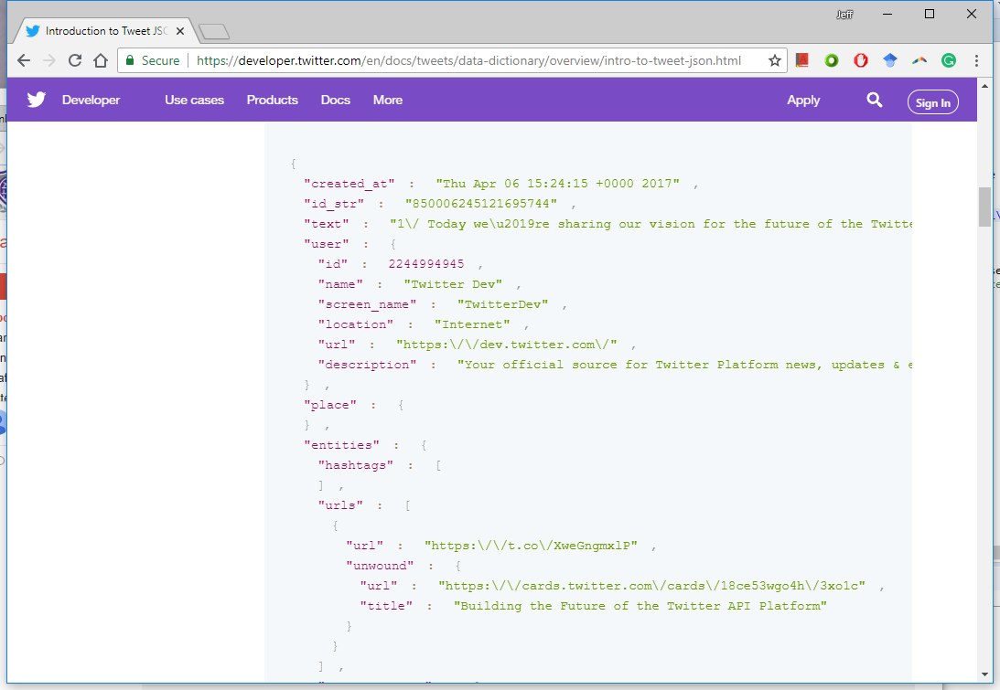 Jeff
Introduction to Tweet JSO
Secure https://developer.twitter.com/en/docs/tweets/data-dictionary/overview/intro-to-tweet-json.html
Developer Use cases Products Docs More Apply Sign In
{
"created_at" : "Thu Apr 06 15:24:15 +0000 2017" ,
"id_str" : "850006245121695744" ,
"text" : "1\/ Today we\u2019re sharing our vision for the future of the Twitte
"user" : {
"id" : 2244994945 ,
"name" : "Twitter Dev" ,
"screen_name" : "TwitterDev" ,
"location" : "Internet" ,
"url" : "https:\/\/dev.twitter.com\/" ,
"description" : "Your official source for Twitter Platform news, updates & e
} ,
"place" : {
} ,
"entities" : {
"hashtags" : [
] ,
"urls" : [
{
"url" : "https:\/\/t.co\/XweGngmxlP" ,
"unwound" : {
"url" : "https:\/\/cards.twitter.com\/cards\/18ce53wgo4h\/3xo1c" ,
"title" : "Building the Future of the Twitter API Platform"
}
}
] ,